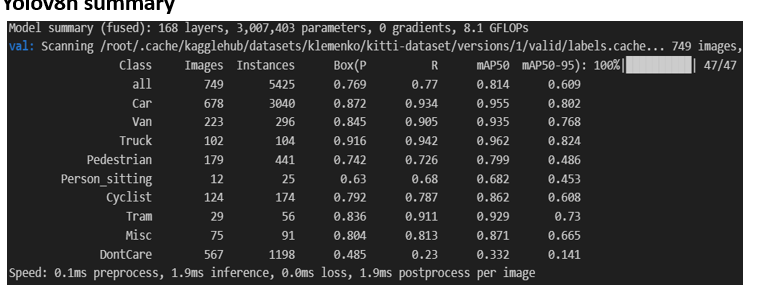 Yolov8n summary
Model summary (fused): 168 layers, 3,007,403 parameters, 0 gradients, 8.1 GFLOPs
val: Scanning /root/.cache/kagglehub/datasets/klemenko/kitti-dataset/versions/1/valid/labels.cache... 749 images,
Class Images Instances Box(P R mAP50 mAP50-95): 100%|██████████| 47/47
all 749 5425 0.769 0.77 0.814 0.609
Car 678 3040 0.872 0.934 0.955 0.802
Van 223 296 0.845 0.905 0.935 0.768
Truck 102 104 0.916 0.942 0.962 0.824
Pedestrian 179 441 0.742 0.726 0.799 0.486
Person_sitting 12 25 0.63 0.68 0.682 0.453
Cyclist 124 174 0.792 0.787 0.862 0.608
Tram 29 56 0.836 0.911 0.929 0.73
Misc 75 91 0.804 0.813 0.871 0.665
DontCare 567 1198 0.485 0.23 0.332 0.141
Speed: 0.1ms preprocess, 1.9ms inference, 0.0ms loss, 1.9ms postprocess per image